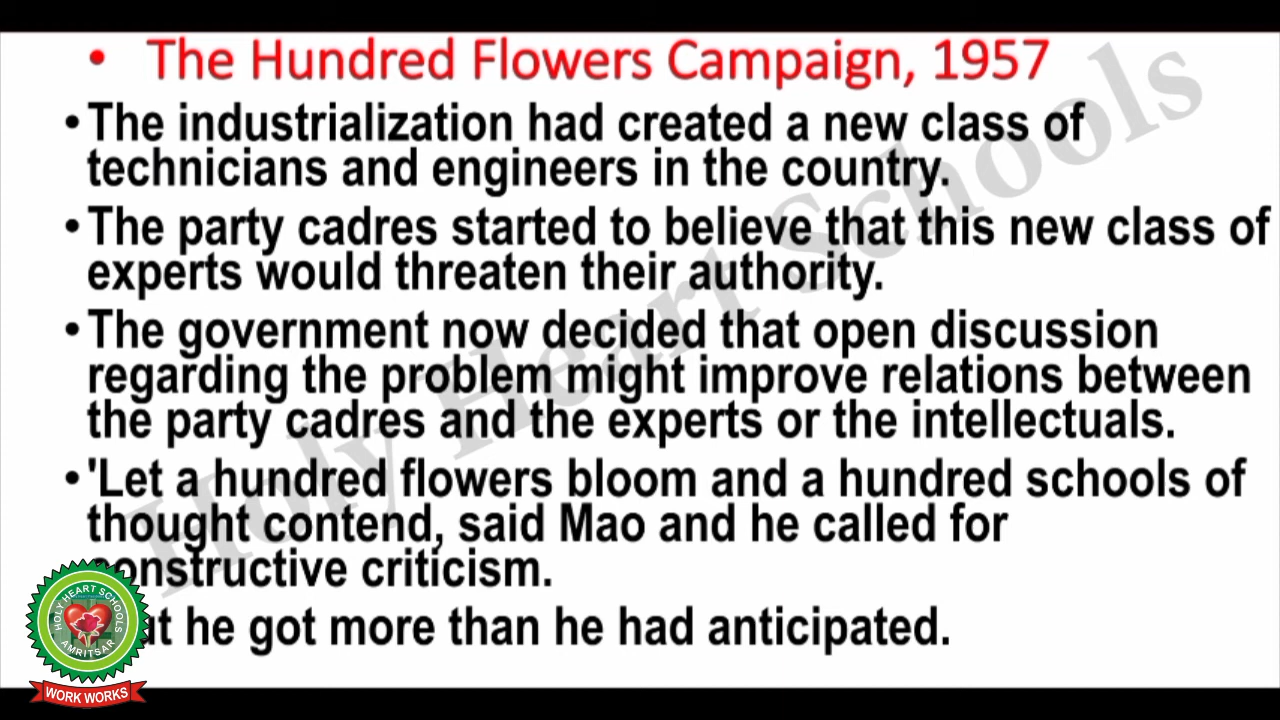 • The Hundred Flowers Campaign, 1957
• The industrialization had created a new class of
technicians and engineers in the country.
• The party cadres started to believe that this new class of
experts would threaten their authority.
• The government now decided that open discussion
regarding the problem might improve relations between
the party cadres and the experts or the intellectuals.
• 'Let a hundred flowers bloom and a hundred schools of
thought contend, said Mao and he called for
constructive criticism.
he got more than he had anticipated.
Holy Heart Schools
HOLY HEART SCHOOLS
AMRITSAR
WORK WORKS